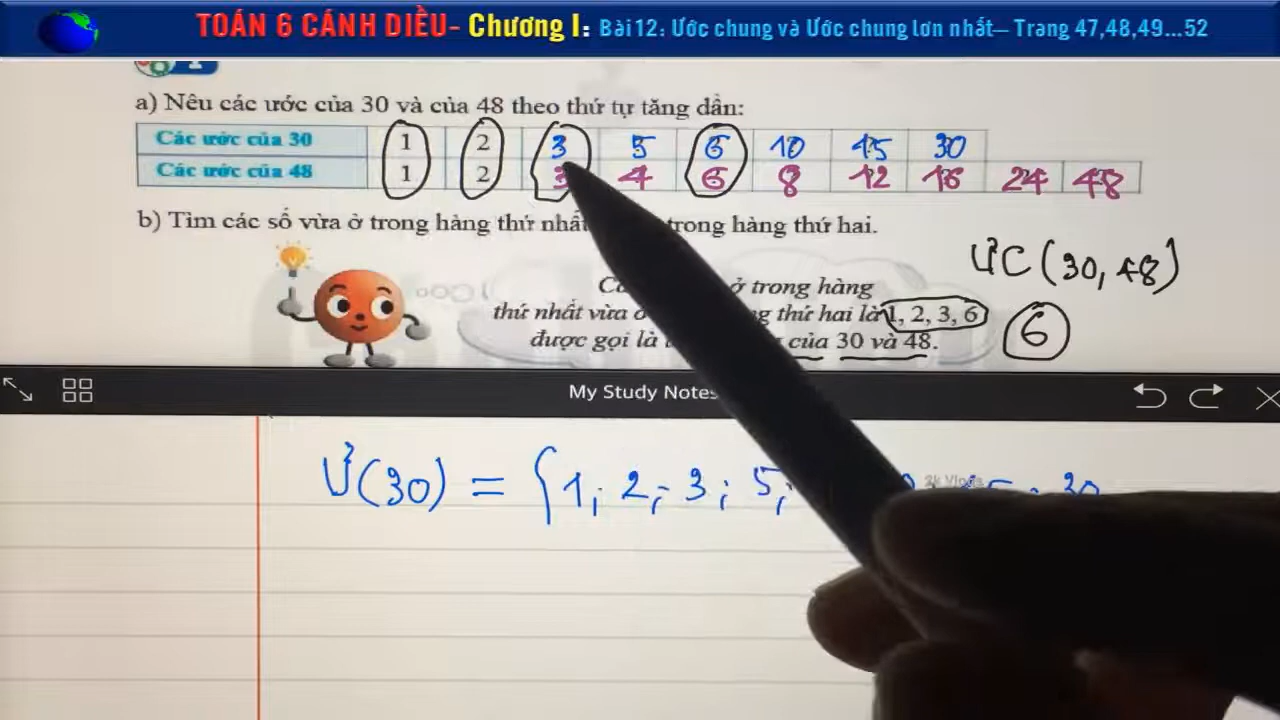 TOÁN 6 CÁNH DIỀU- Chương I: Bài 12: Ước chung và Ước chung lớn nhất– Trang 47,48,49...52
a) Nêu các ước của 30 và của 48 theo thứ tự tăng dần:
Các ước của 30 1 2 3 5 6 10 15 30
Các ước của 48 1 2 3 4 6 8 12 16 24 48
b) Tìm các số vừa ở trong hàng thứ nhất trong hàng thứ hai.
ƯC (30, 48)
ở trong hàng
thứ nhất vừa thứ hai là 1, 2, 3, 6
6
được gọi là của 30 và 48.
My Study Notes
Ư(30) = { 1; 2; 3; 5;
2k Vlogs